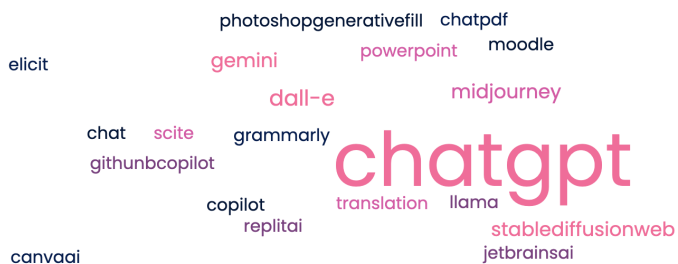 photoshopgenerativefill chatpdf
powerpoint moodle
elicit gemini
dall-e midjourney
chat scite grammarly
chatgpt
githunbcopilot
copilot translation llama
replitai stablediffusionweb
jetbrainsai
canvaai